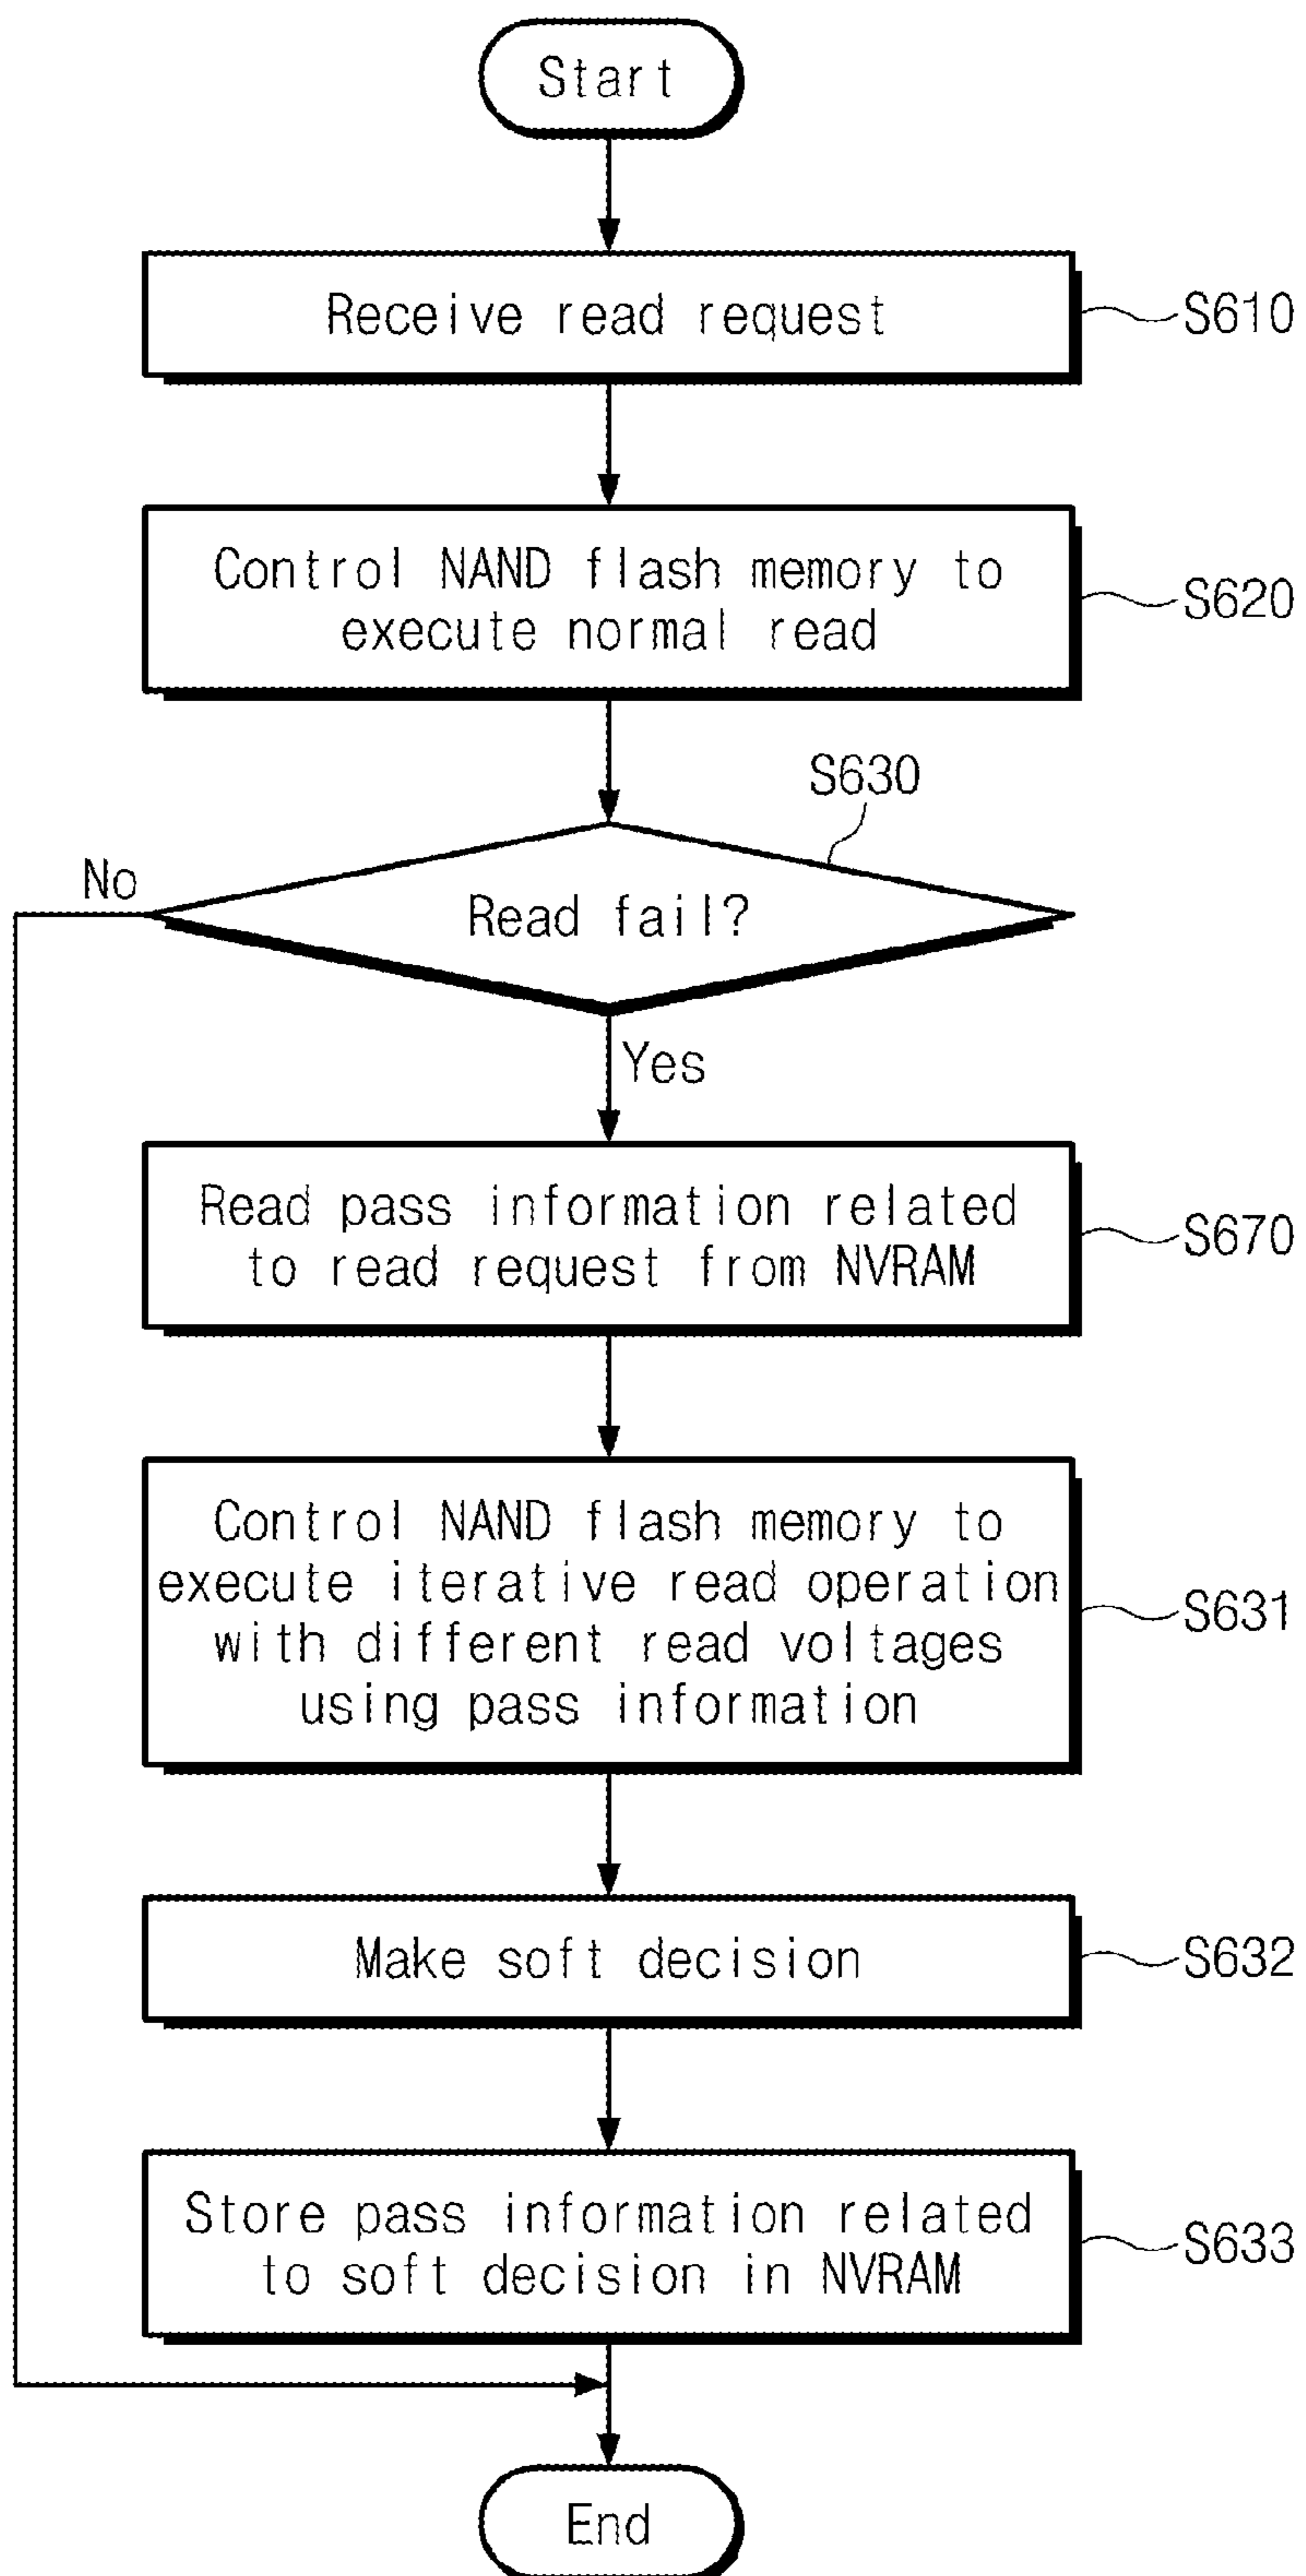 Start
Receive read request
S610
Control NAND flash memory to
execute normal read
S620
S630
No
Read fail?
Yes
Read pass information related
to read request from NVRAM
S670
Control NAND flash memory to
execute iterative read operation
with different read voltages
using pass information
S631
Make soft decision
S632
Store pass information related
to soft decision in NVRAM
S633
End